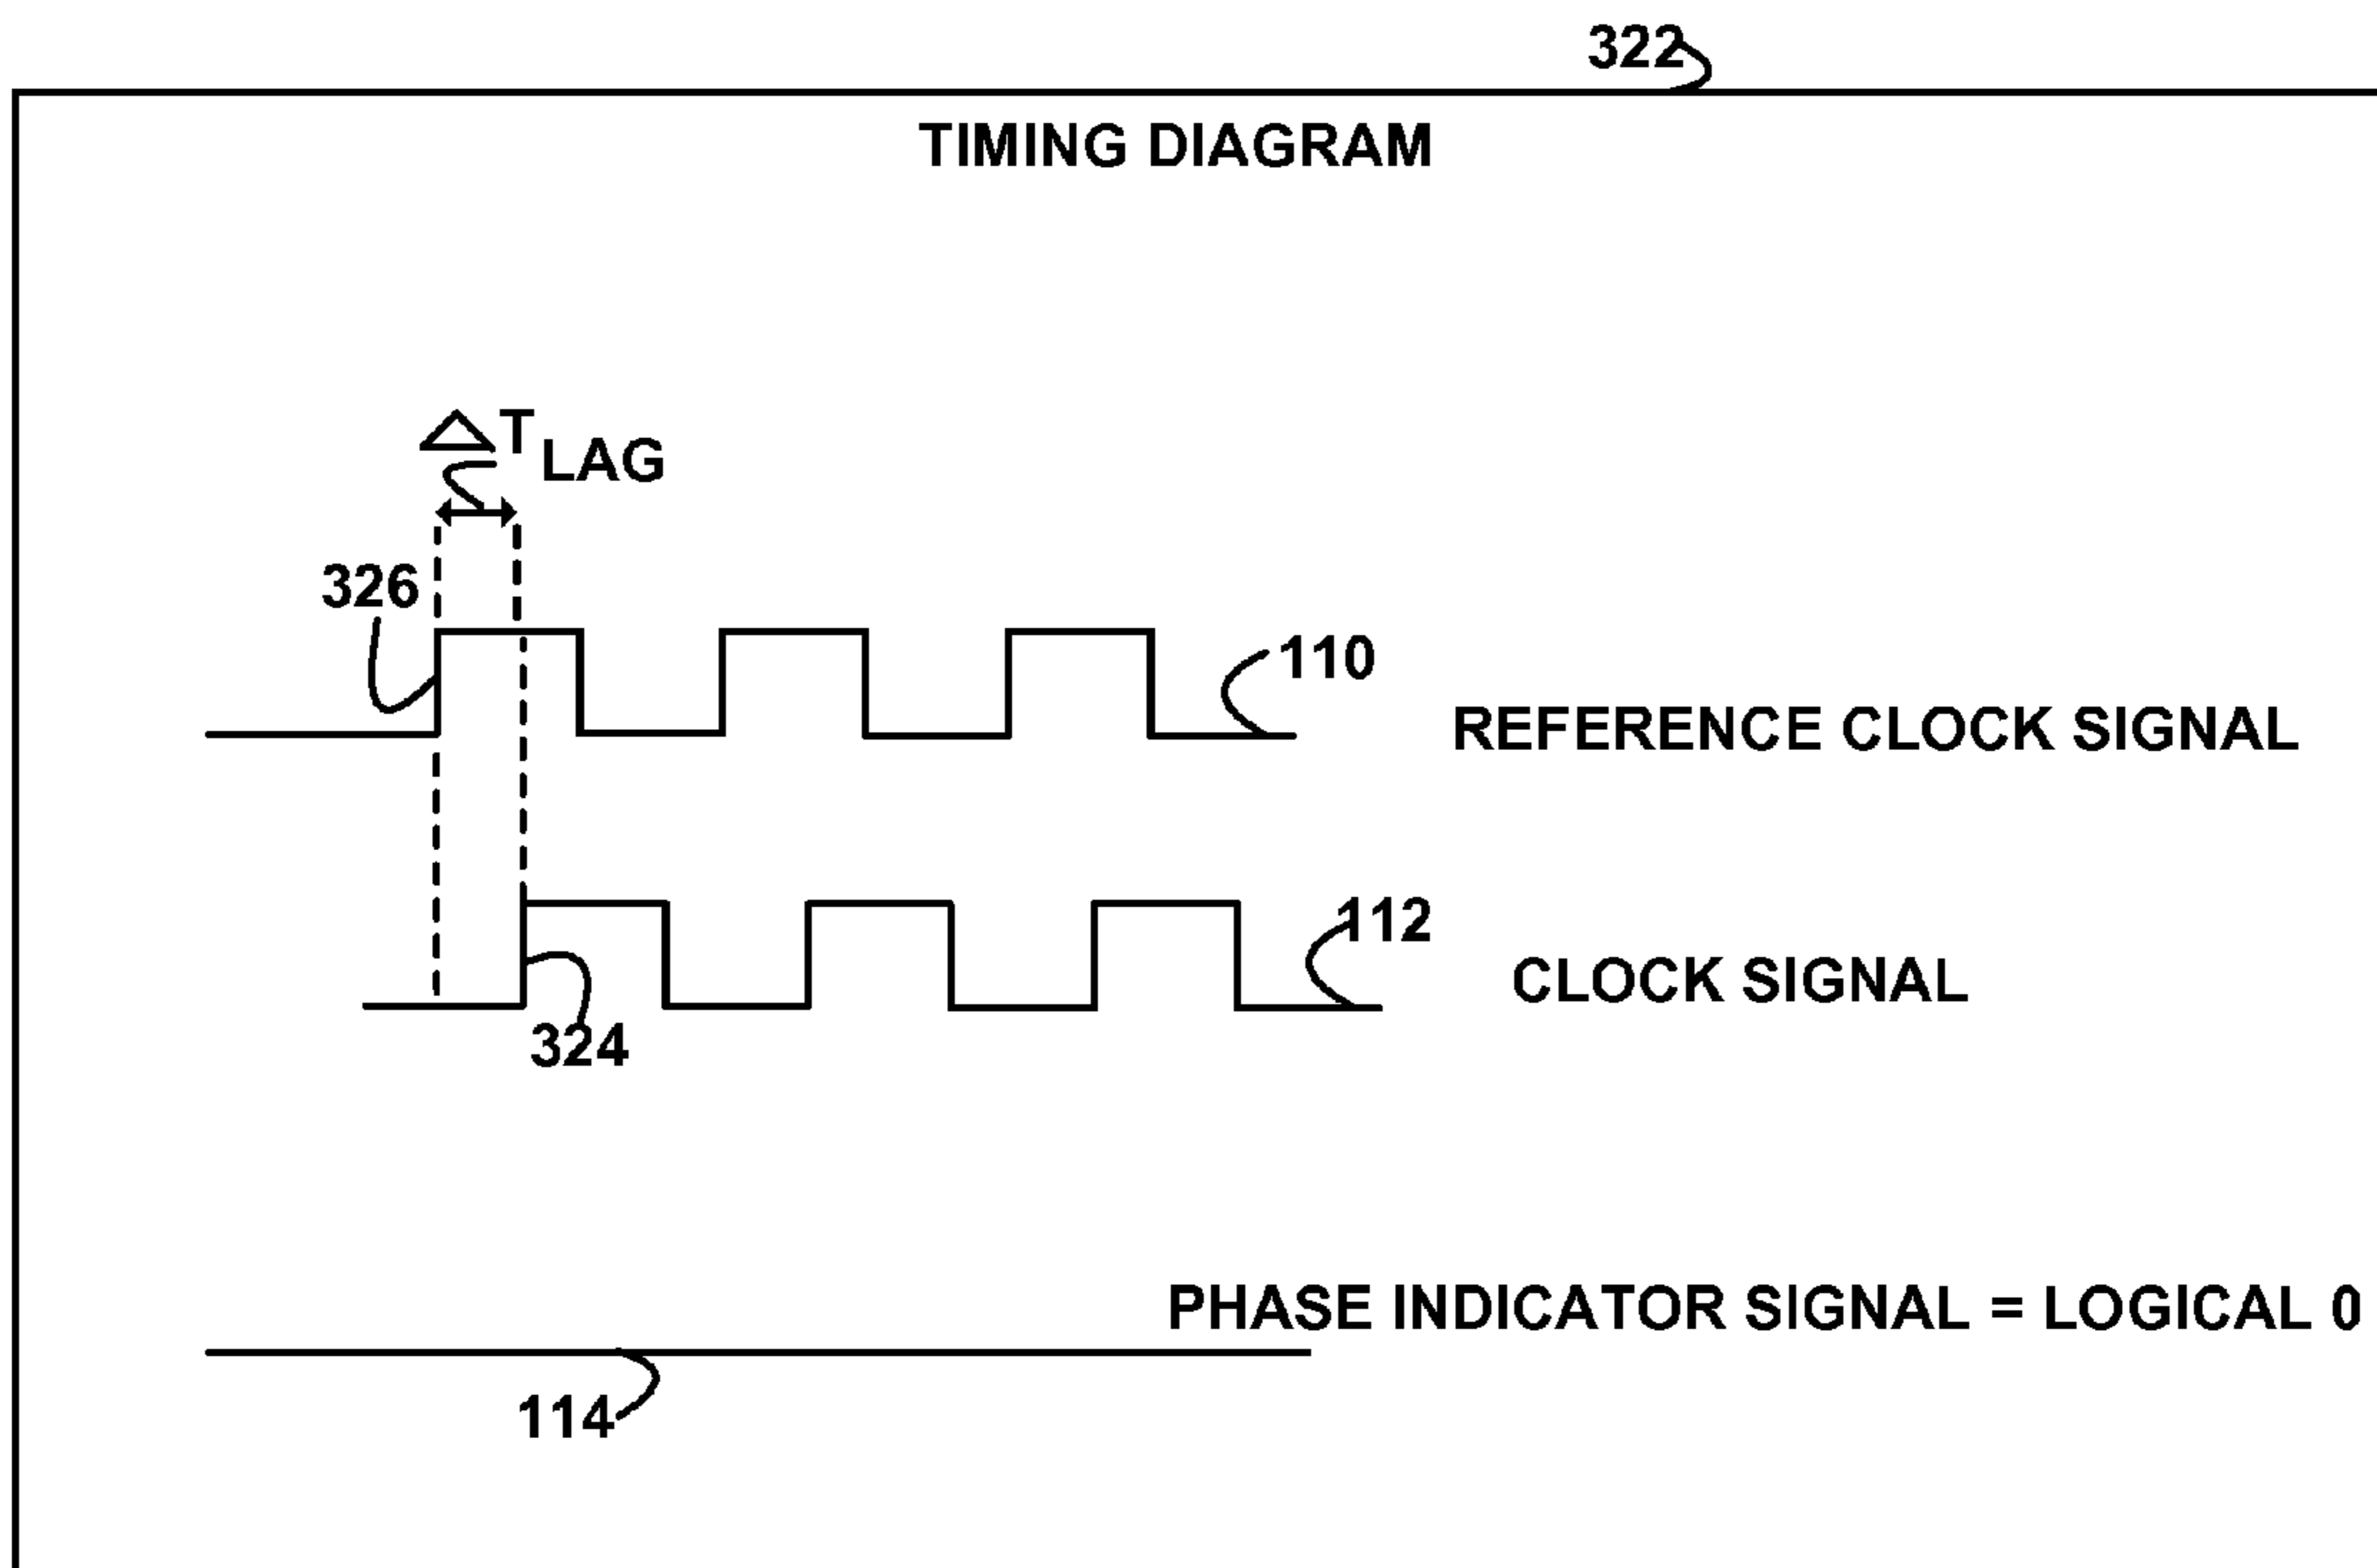 322
TIMING DIAGRAM
△T LAG
326
110
REFERENCE CLOCK SIGNAL
112
CLOCK SIGNAL
324
PHASE INDICATOR SIGNAL = LOGICAL 0
114